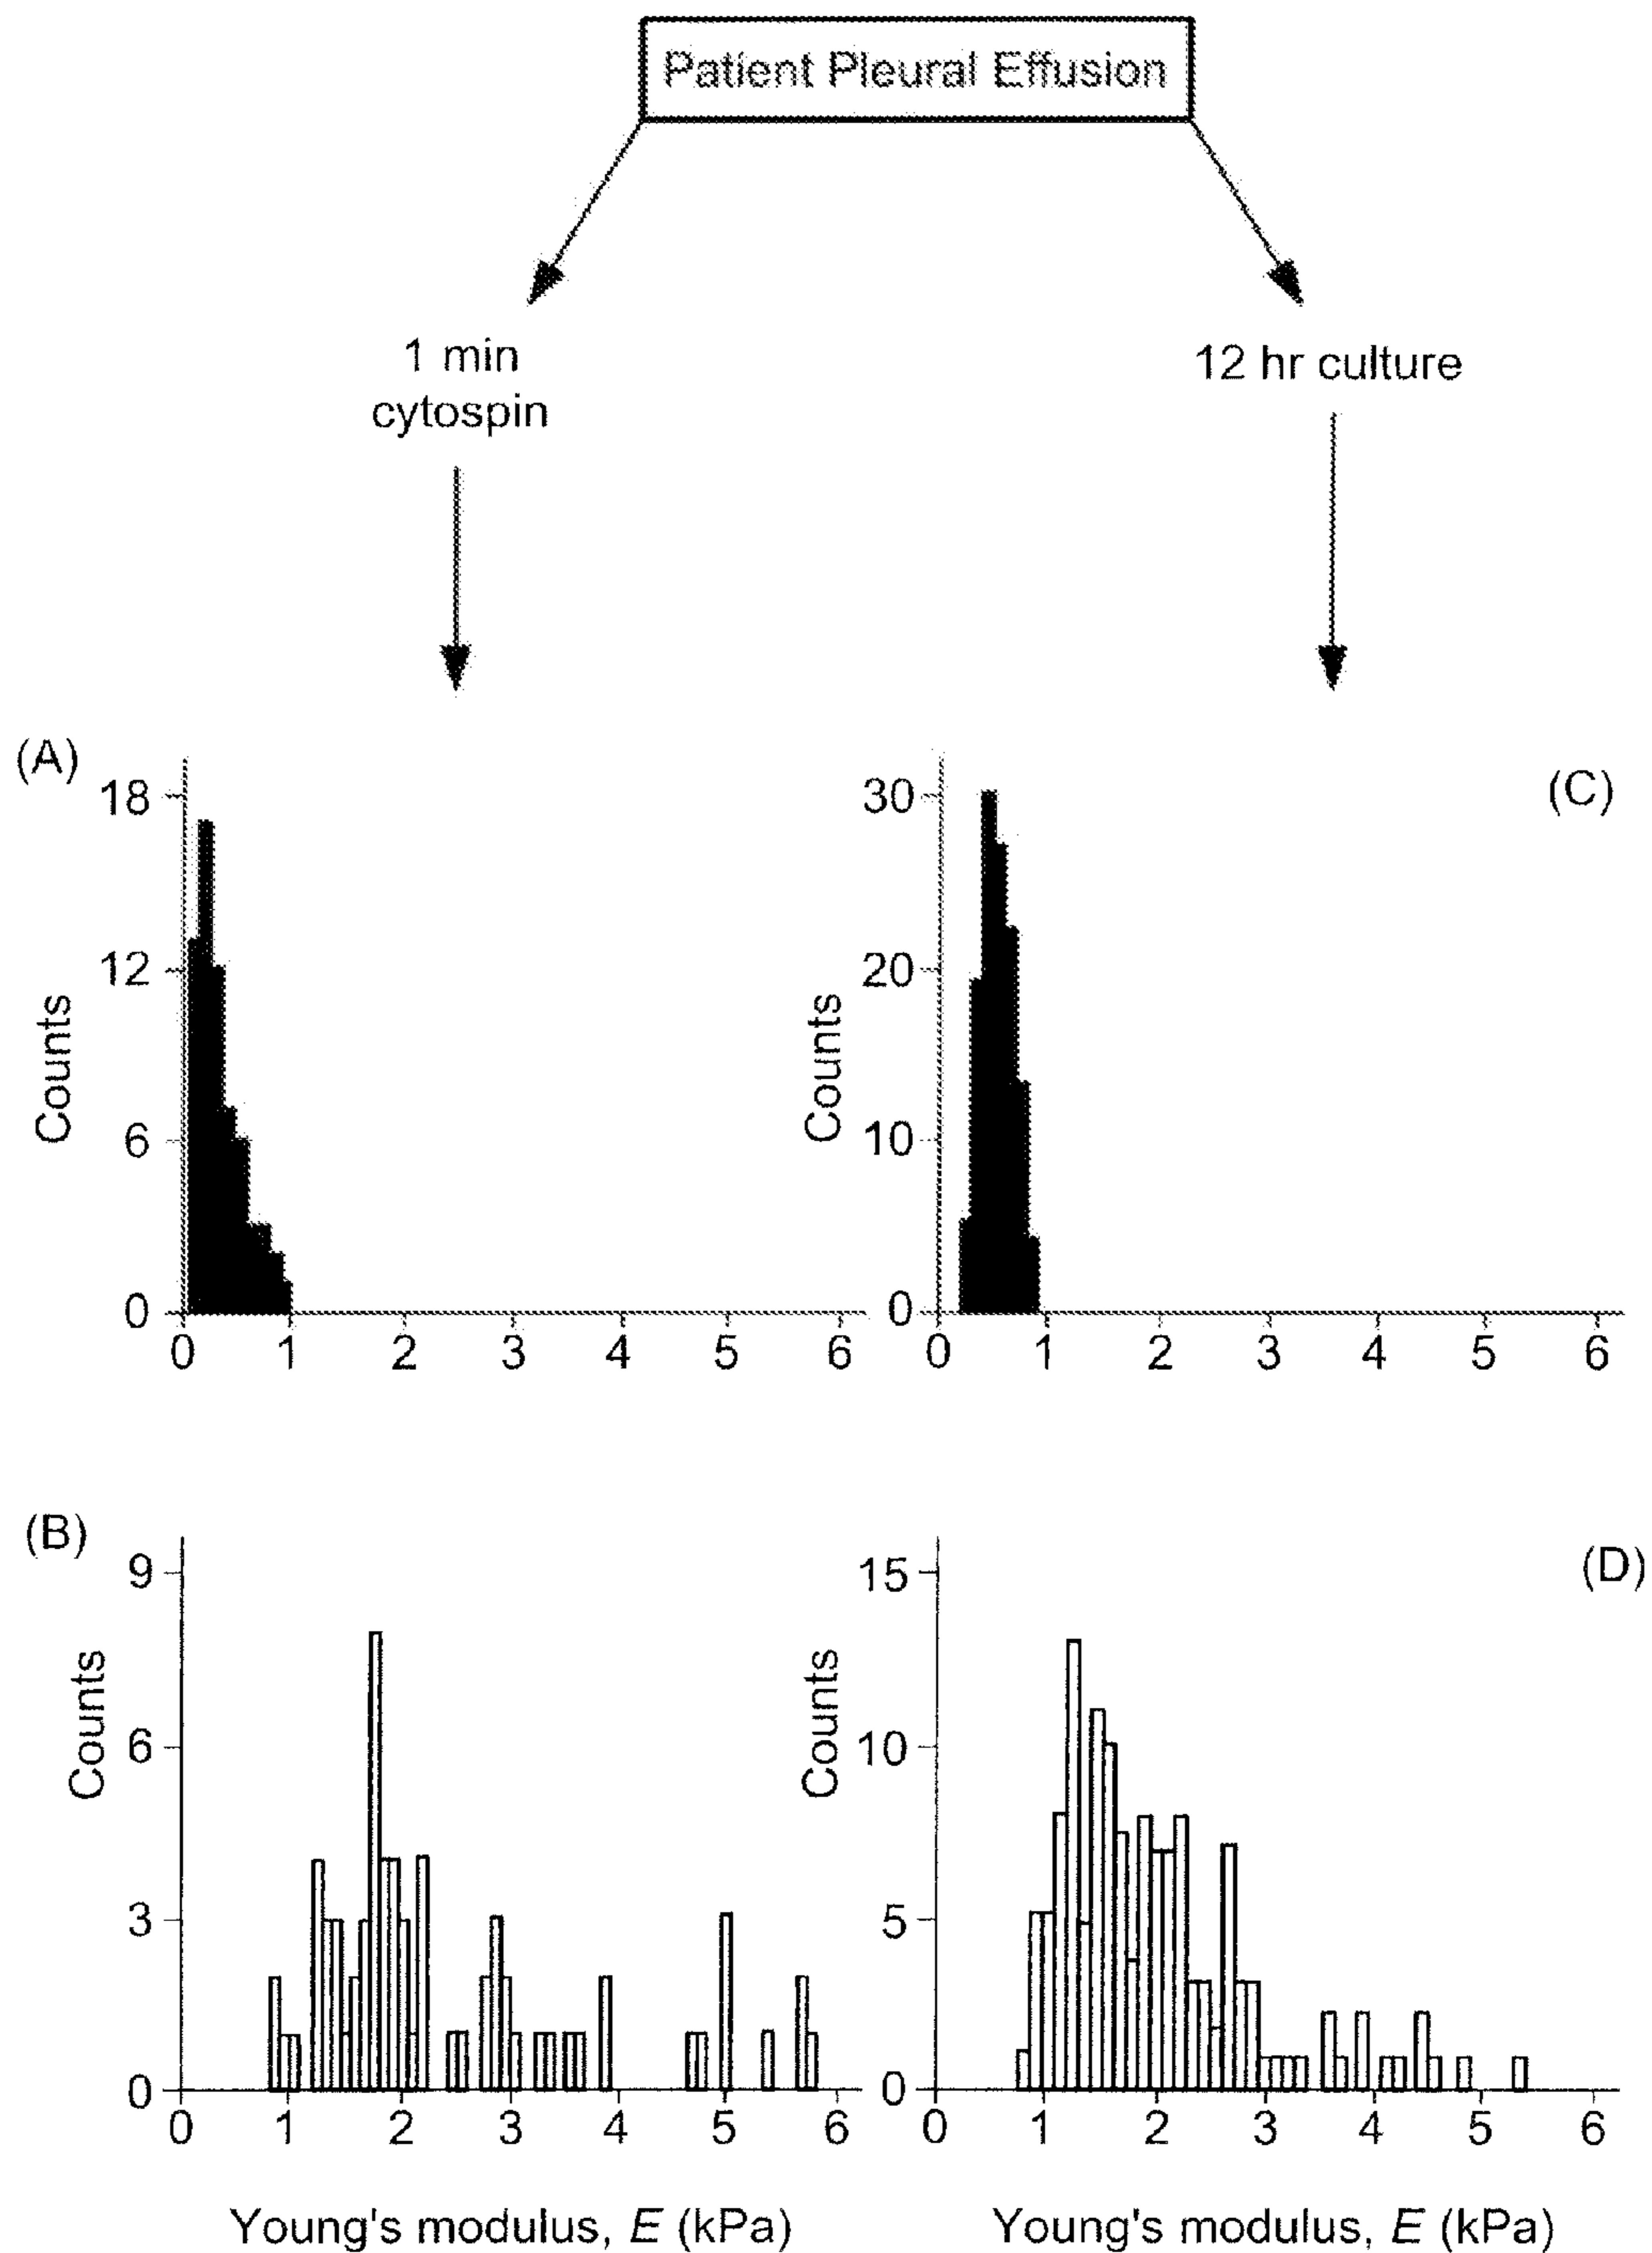 Patient Pleural Effusion
1 min
cytospin
12 hr culture
(A)
Counts
18
12
6
0
0 1 2 3 4 5 6
(C)
Counts
30
20
10
0
0 1 2 3 4 5 6
(B)
Counts
9
6
3
0
0 1 2 3 4 5 6
Young's modulus, E (kPa)
(D)
Counts
15
10
5
0
0 1 2 3 4 5 6
Young's modulus, E (kPa)